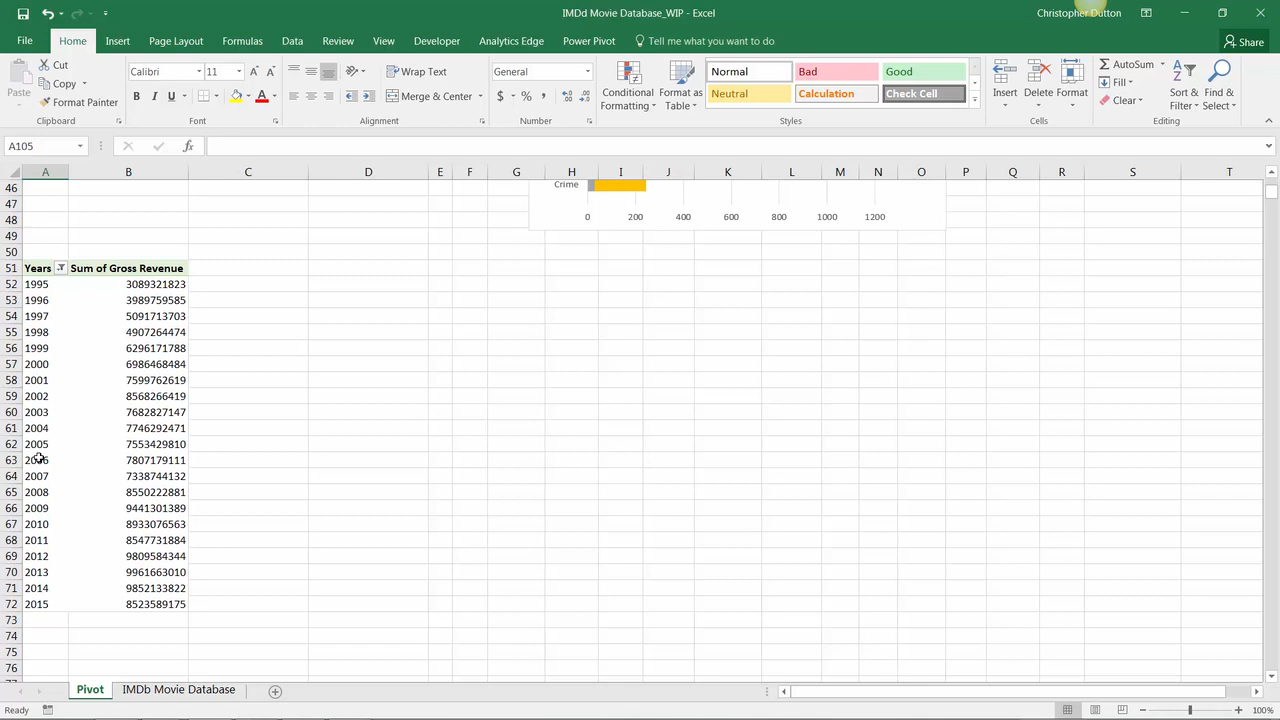 IMDd Movie Database_WIP - Excel
Christopher Dutton
File Home Insert Page Layout Formulas Data Review View Developer Analytics Edge Power Pivot Tell me what you want to do Share
Paste Cut Copy Format Painter
Calibri 11
B I U A
Wrap Text
Merge & Center
General
$ % ,
Conditional Formatting Format as Table
Normal Bad Good
Neutral Calculation Check Cell
Insert Delete Format
AutoSum Fill Clear
Sort & Filter Find & Select
Clipboard Font Alignment Number Styles Cells Editing
A105 fx
A B C D E F G H I J K L M N O P Q R S T
46 Crime
47
48 0 200 400 600 800 1000 1200
49
50
51 Years Sum of Gross Revenue
52 1995 3089321823
53 1996 3989759585
54 1997 5091713703
55 1998 4907264474
56 1999 6296171788
57 2000 6986468484
58 2001 7599762619
59 2002 8568266419
60 2003 7682827147
61 2004 7746292471
62 2005 7553429810
63 2006 7807179111
64 2007 7338744132
65 2008 8550222881
66 2009 9441301389
67 2010 8933076563
68 2011 8547731884
69 2012 9809584344
70 2013 9961663010
71 2014 9852133822
72 2015 8523589175
73
74
75
76
Pivot IMDb Movie Database
Ready 100%